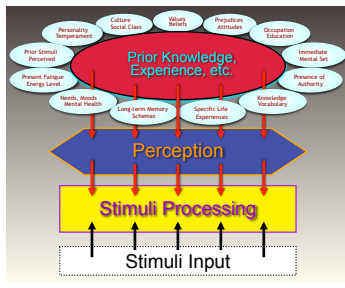 Culture
Social Class
Values
Beliefs
Prejudices
Attitudes
Personality
Temperament
Occupation
Education
Prior Stimuli
Perceived
Prior Knowledge,
Experience, etc.
Immediate
Mental Set
Present Fatigue
Energy Level
Presence of
Authority
Needs, Moods
Mental Health
Long-term Memory
Schemas
Specific Life
Experiences
Knowledge
Vocabulary
Perception
Stimuli Processing
Stimuli Input